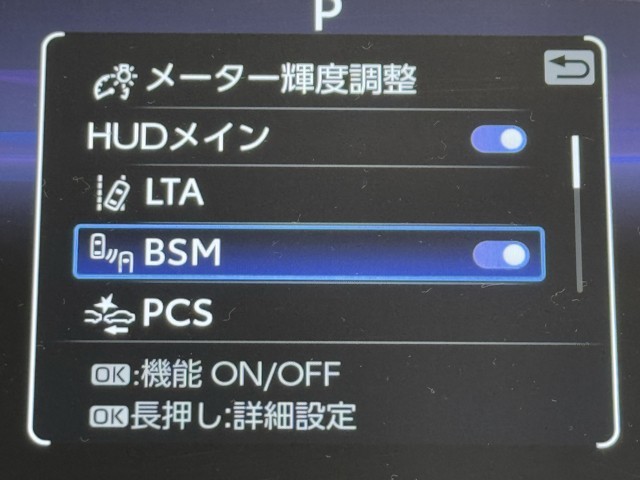 P
メーター輝度調整
HUDメイン
LTA
BSM
PCS
OK:機能 ON/OFF
OK長押し:詳細設定